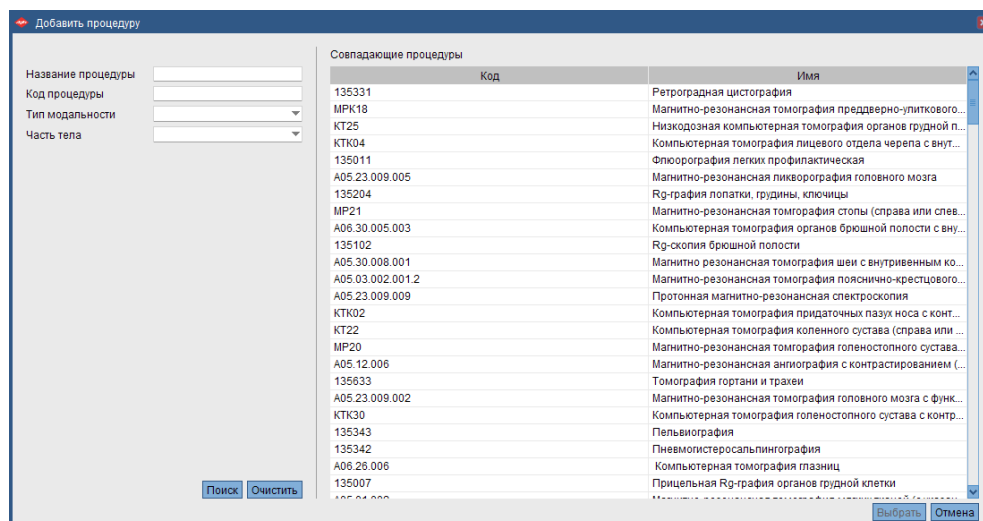 Добавить процедуру
Название процедуры
Код процедуры
Тип модальности
Часть тела
Поиск Очистить
Совпадающие процедуры
Код Имя
135331 Ретроградная цистография
МРК18 Магнитно-резонансная томография преддверно-улиткового...
КТ25 Низкодозная компьютерная томография органов грудной п...
КТК04 Компьютерная томография лицевого отдела черепа с внут...
135011 Флюорография легких профилактическая
A05.23.009.005 Магнитно-резонансная ликворография головного мозга
135204 Rg-графия лопатки, грудины, ключицы
МР21 Магнитно-резонансная томгорафия стопы (справа или слев...
A06.30.005.003 Компьютерная томография органов брюшной полости с вну...
135102 Rg-скопия брюшной полости
A05.30.008.001 Магнитно резонансная томография шеи с внутривенным ко...
A05.03.002.001.2 Магнитно-резонансная томография пояснично-крестцового...
A05.23.009.009 Протонная магнитно-резонансная спектроскопия
КТК02 Компьютерная томография придаточных пазух носа с конт...
КТ22 Компьютерная томография коленного сустава (справа или ...
МР20 Магнитно-резонансная томгорафия голеностопного сустава...
A05.12.006 Магнитно-резонансная ангиография с контрастированием (...
135633 Томография гортани и трахеи
A05.23.009.002 Магнитно-резонансная томография головного мозга с функ...
КТК30 Компьютерная томография голеностопного сустава с контр...
135343 Пельвиография
135342 Пневмогистеросальпингография
A06.26.006 Компьютерная томография глазниц
135007 Прицельная Rg-графия органов грудной клетки
Выбрать Отмена